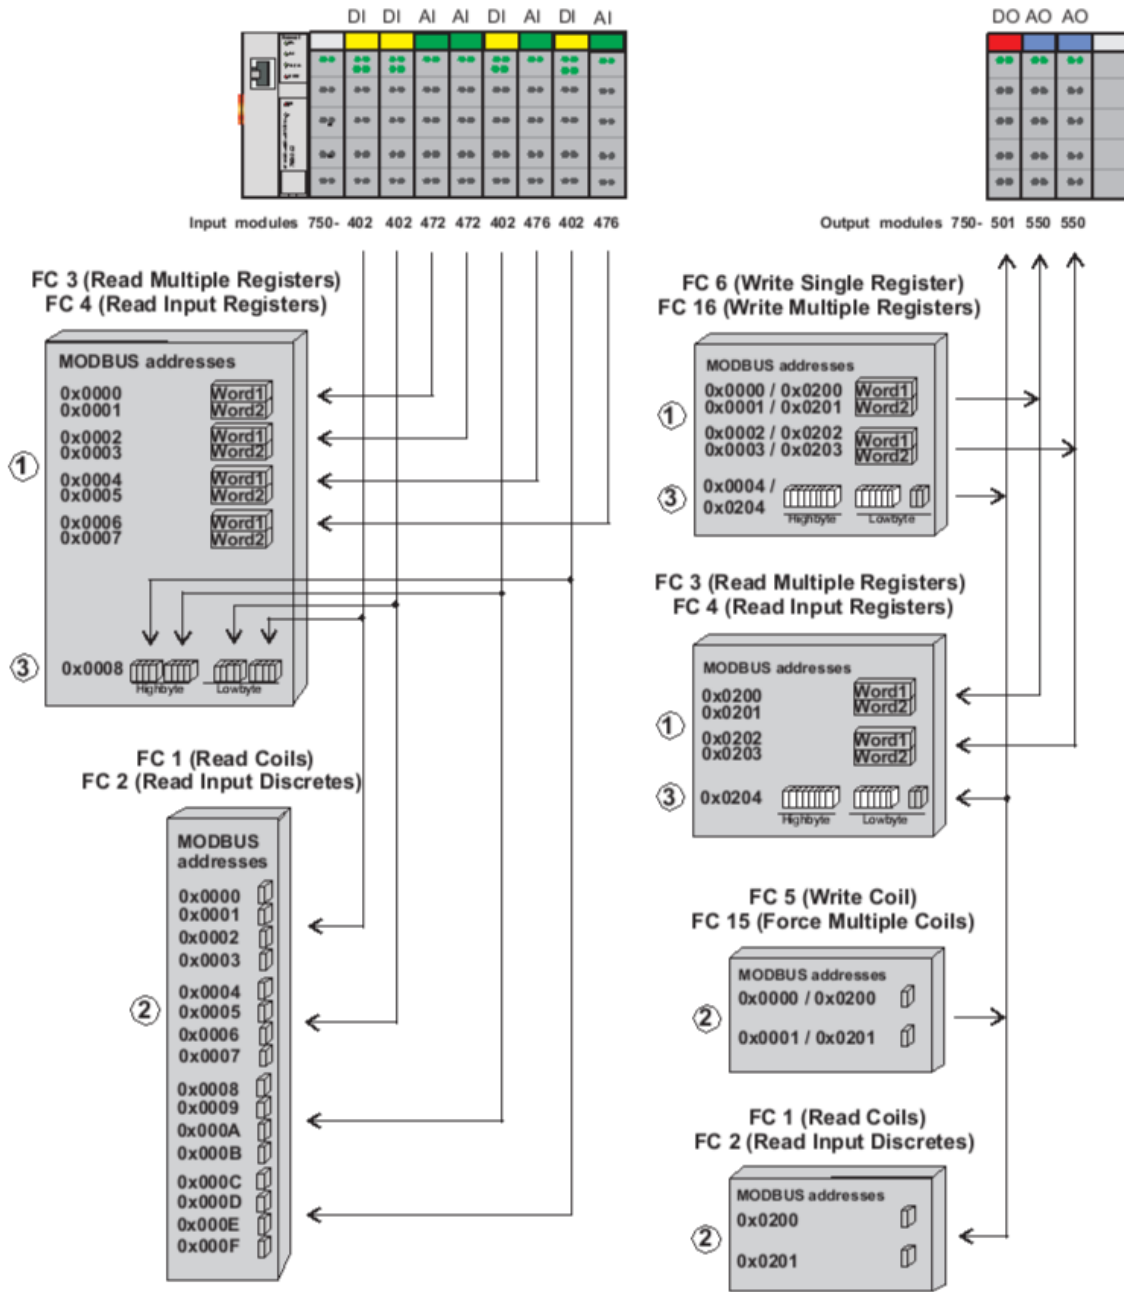 DI DI AI AI DI AI DI AI
DO AO AO
Input modules 750- 402 402 472 472 402 476 402 476
Output modules 750- 501 550 550
FC 3 (Read Multiple Registers)
FC 4 (Read Input Registers)
MODBUS addresses
0x0000 Word1
0x0001 Word2
0x0002 Word1
0x0003 Word2
1
0x0004 Word1
0x0005 Word2
0x0006 Word1
0x0007 Word2
3 0x0008
Highbyte Lowbyte
FC 1 (Read Coils)
FC 2 (Read Input Discretes)
MODBUS
addresses
0x0000
0x0001
0x0002
0x0003
0x0004
2 0x0005
0x0006
0x0007
0x0008
0x0009
0x000A
0x000B
0x000C
0x000D
0x000E
0x000F
FC 6 (Write Single Register)
FC 16 (Write Multiple Registers)
MODBUS addresses
0x0000 / 0x0200 Word1
1 0x0001 / 0x0201 Word2
0x0002 / 0x0202 Word1
0x0003 / 0x0203 Word2
3 0x0004 /
0x0204
Highbyte Lowbyte
FC 3 (Read Multiple Registers)
FC 4 (Read Input Registers)
MODBUS addresses
0x0200 Word1
0x0201 Word2
1
0x0202 Word1
0x0203 Word2
3 0x0204
Highbyte Lowbyte
FC 5 (Write Coil)
FC 15 (Force Multiple Coils)
MODBUS addresses
0x0000 / 0x0200
2
0x0001 / 0x0201
FC 1 (Read Coils)
FC 2 (Read Input Discretes)
MODBUS addresses
0x0200
2
0x0201